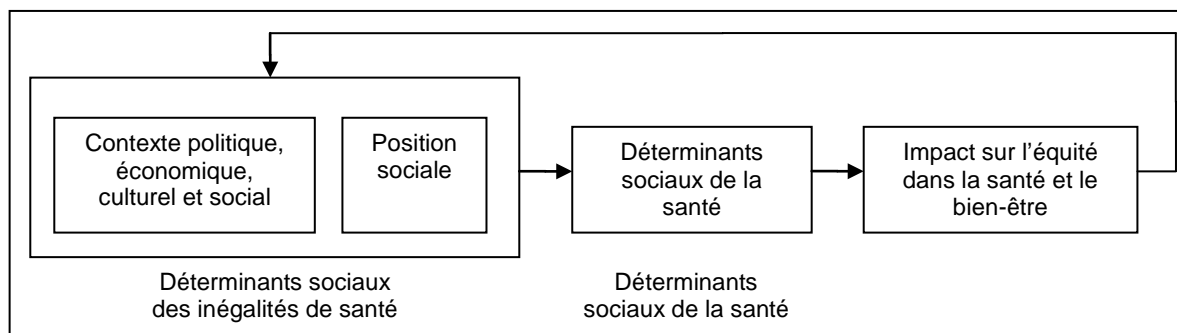 Contexte politique,
économique,
culturel et social
Position
sociale
Déterminants
sociaux de la
santé
Impact sur l’équité
dans la santé et le
bien-être
Déterminants sociaux
des inégalités de santé
Déterminants
sociaux de la santé